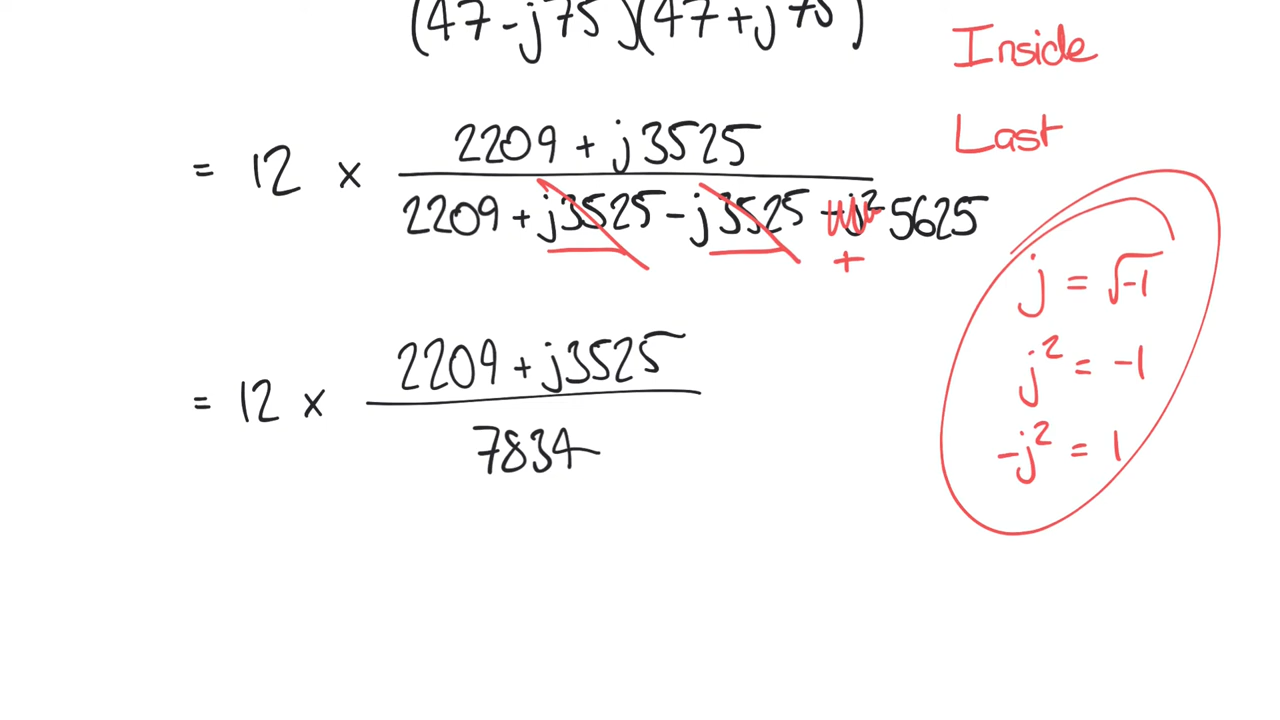 (47 - j75)(47 + j75)
Inside
Last
= 12 × 2209 + j3525
2209 + j3525 - j3525 - j² 5625
+
j = √-1
j² = -1
-j² = 1
= 12 × 2209 + j3525
7834